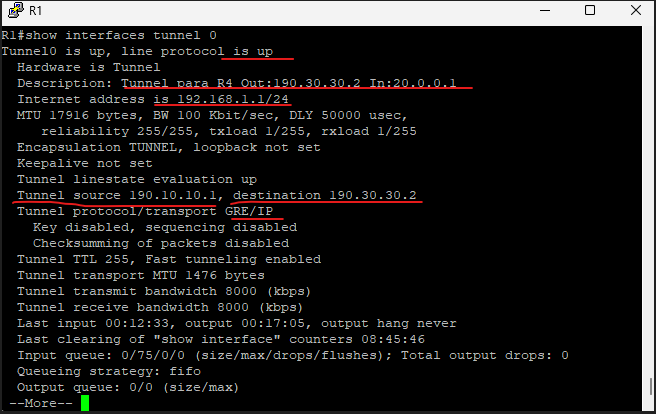 R1
R1#show interfaces tunnel 0
Tunnel0 is up, line protocol is up
Hardware is Tunnel
Description: Tunnel para R4 Out:190.30.30.2 In:20.0.0.1
Internet address is 192.168.1.1/24
MTU 17916 bytes, BW 100 Kbit/sec, DLY 50000 usec,
reliability 255/255, txload 1/255, rxload 1/255
Encapsulation TUNNEL, loopback not set
Keepalive not set
Tunnel linestate evaluation up
Tunnel source 190.10.10.1, destination 190.30.30.2
Tunnel protocol/transport GRE/IP
Key disabled, sequencing disabled
Checksumming of packets disabled
Tunnel TTL 255, Fast tunneling enabled
Tunnel transport MTU 1476 bytes
Tunnel transmit bandwidth 8000 (kbps)
Tunnel receive bandwidth 8000 (kbps)
Last input 00:12:33, output 00:17:05, output hang never
Last clearing of "show interface" counters 08:45:46
Input queue: 0/75/0/0 (size/max/drops/flushes); Total output drops: 0
Queueing strategy: fifo
Output queue: 0/0 (size/max)
--More--